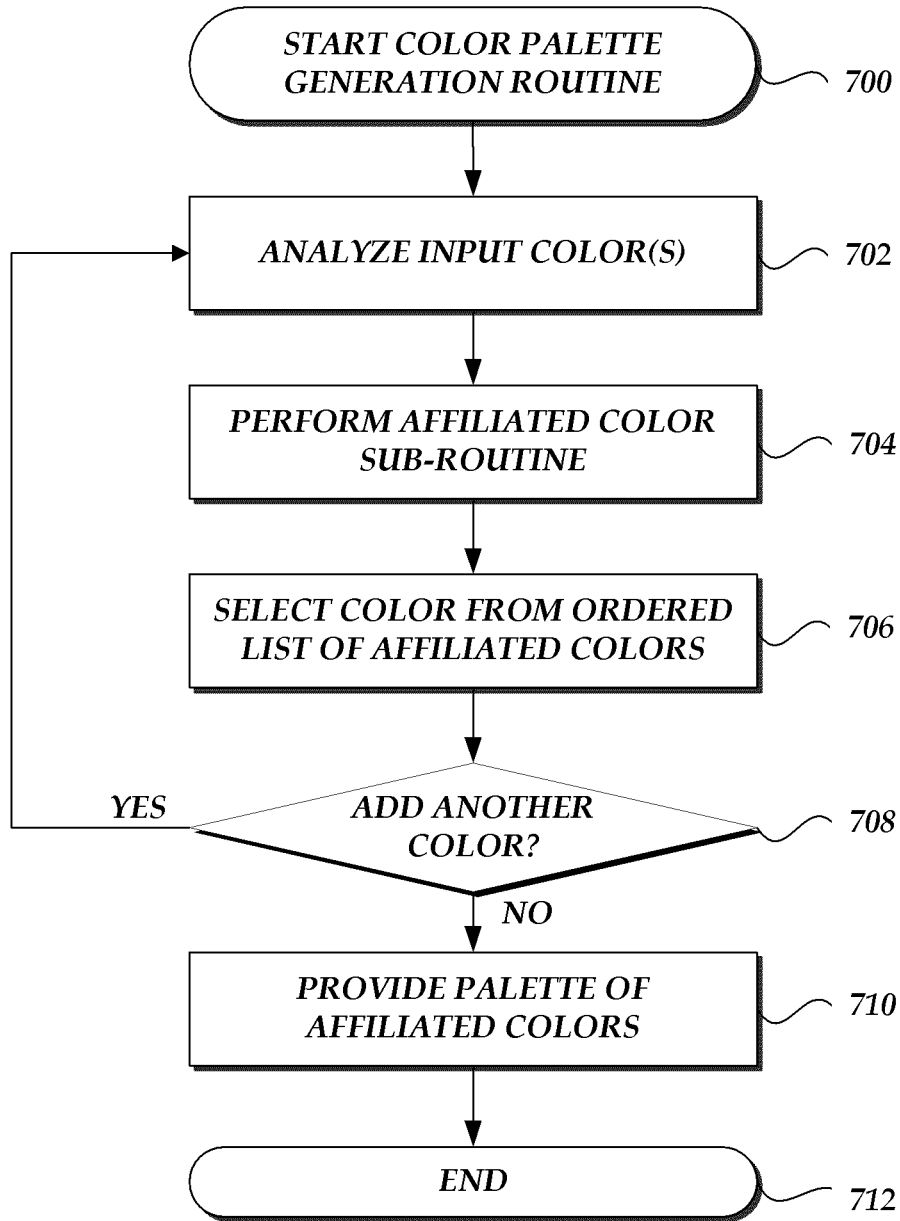 START COLOR PALETTE
GENERATION ROUTINE
700
ANALYZE INPUT COLOR(S)
702
PERFORM AFFILIATED COLOR
SUB-ROUTINE
704
SELECT COLOR FROM ORDERED
LIST OF AFFILIATED COLORS
706
YES
ADD ANOTHER
COLOR?
708
NO
PROVIDE PALETTE OF
AFFILIATED COLORS
710
END
712